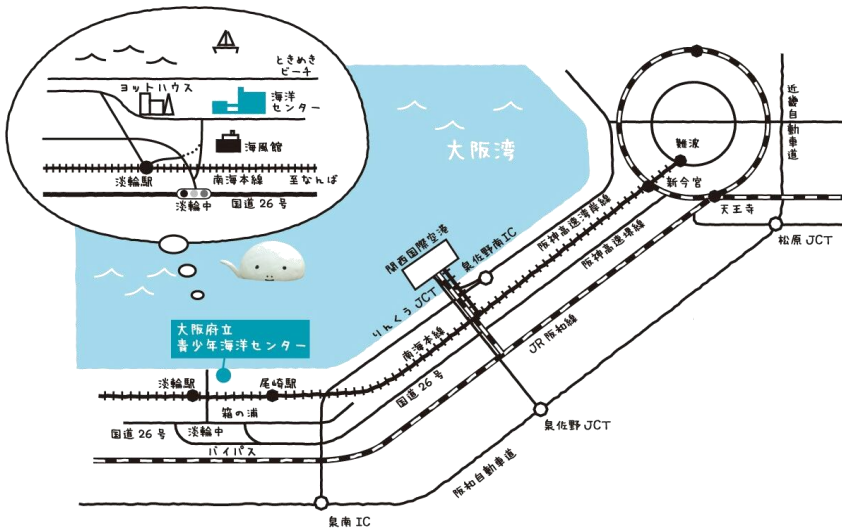 ときめき
ビーチ
ヨットハウス
海洋
センター
海風館
淡輪駅
南海本線
至なんば
淡輪中
国道26号
大阪湾
近畿自動車道
難波
新今宮
天王寺
松原JCT
阪神高速湾岸線
阪神高速堺線
関西国際空港
泉佐野南IC
りんくうJCT
南海本線
JR阪和線
国道26号
大阪府立
青少年海洋センター
淡輪駅
尾崎駅
箱の浦
国道26号
淡輪中
バイパス
泉佐野JCT
阪和自動車道
泉南IC